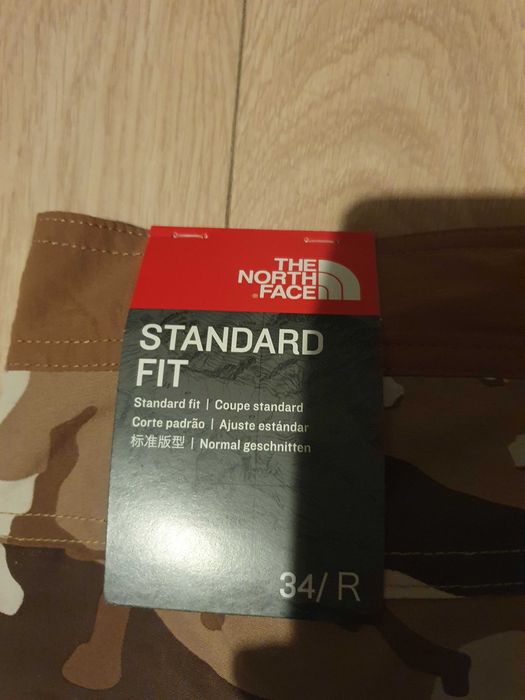 THE
NORTH
FACE
STANDARD
FIT
Standard fit | Coupe standard
Corte padrão | Ajuste estándar
标准版型 | Normal geschnitten
34/ R